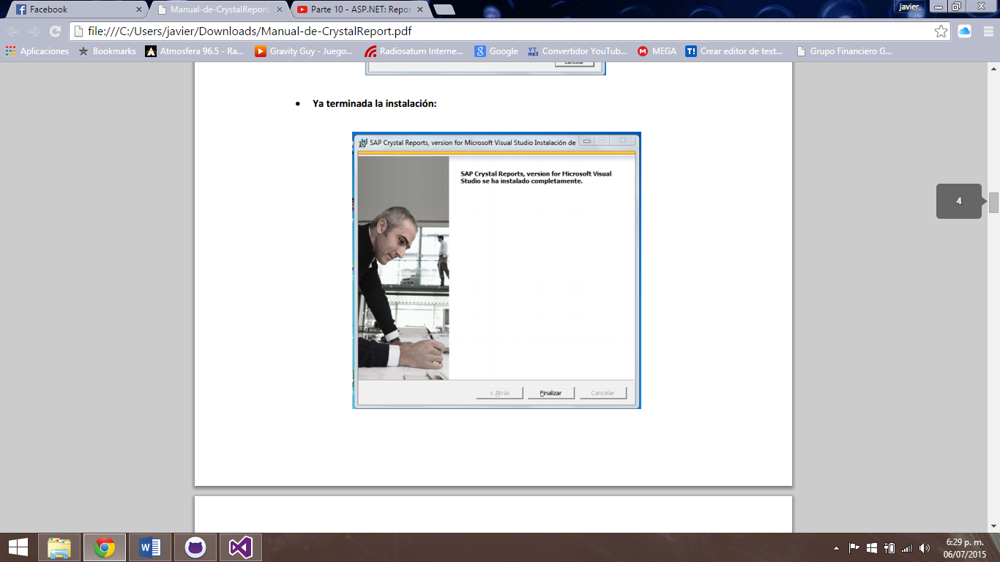 Facebook
Manual-de-CrystalReport.
Parte 10 - ASP.NET: Repor
javier
file:///C:/Users/javier/Downloads/Manual-de-CrystalReport.pdf
Aplicaciones
Bookmarks
Atmosfera 96.5 - Ra...
Gravity Guy - Juego...
Radiosaturn Interne...
Google
Convertidor YouTub...
MEGA
Crear editor de text...
Grupo Financiero G...
Cancelar
• Ya terminada la instalación:
SAP Crystal Reports, version for Microsoft Visual Studio Instalación de
SAP Crystal Reports, version for Microsoft Visual
Studio se ha instalado completamente.
< Atrás
Finalizar
Cancelar
4
6:29 p. m.
06/07/2015